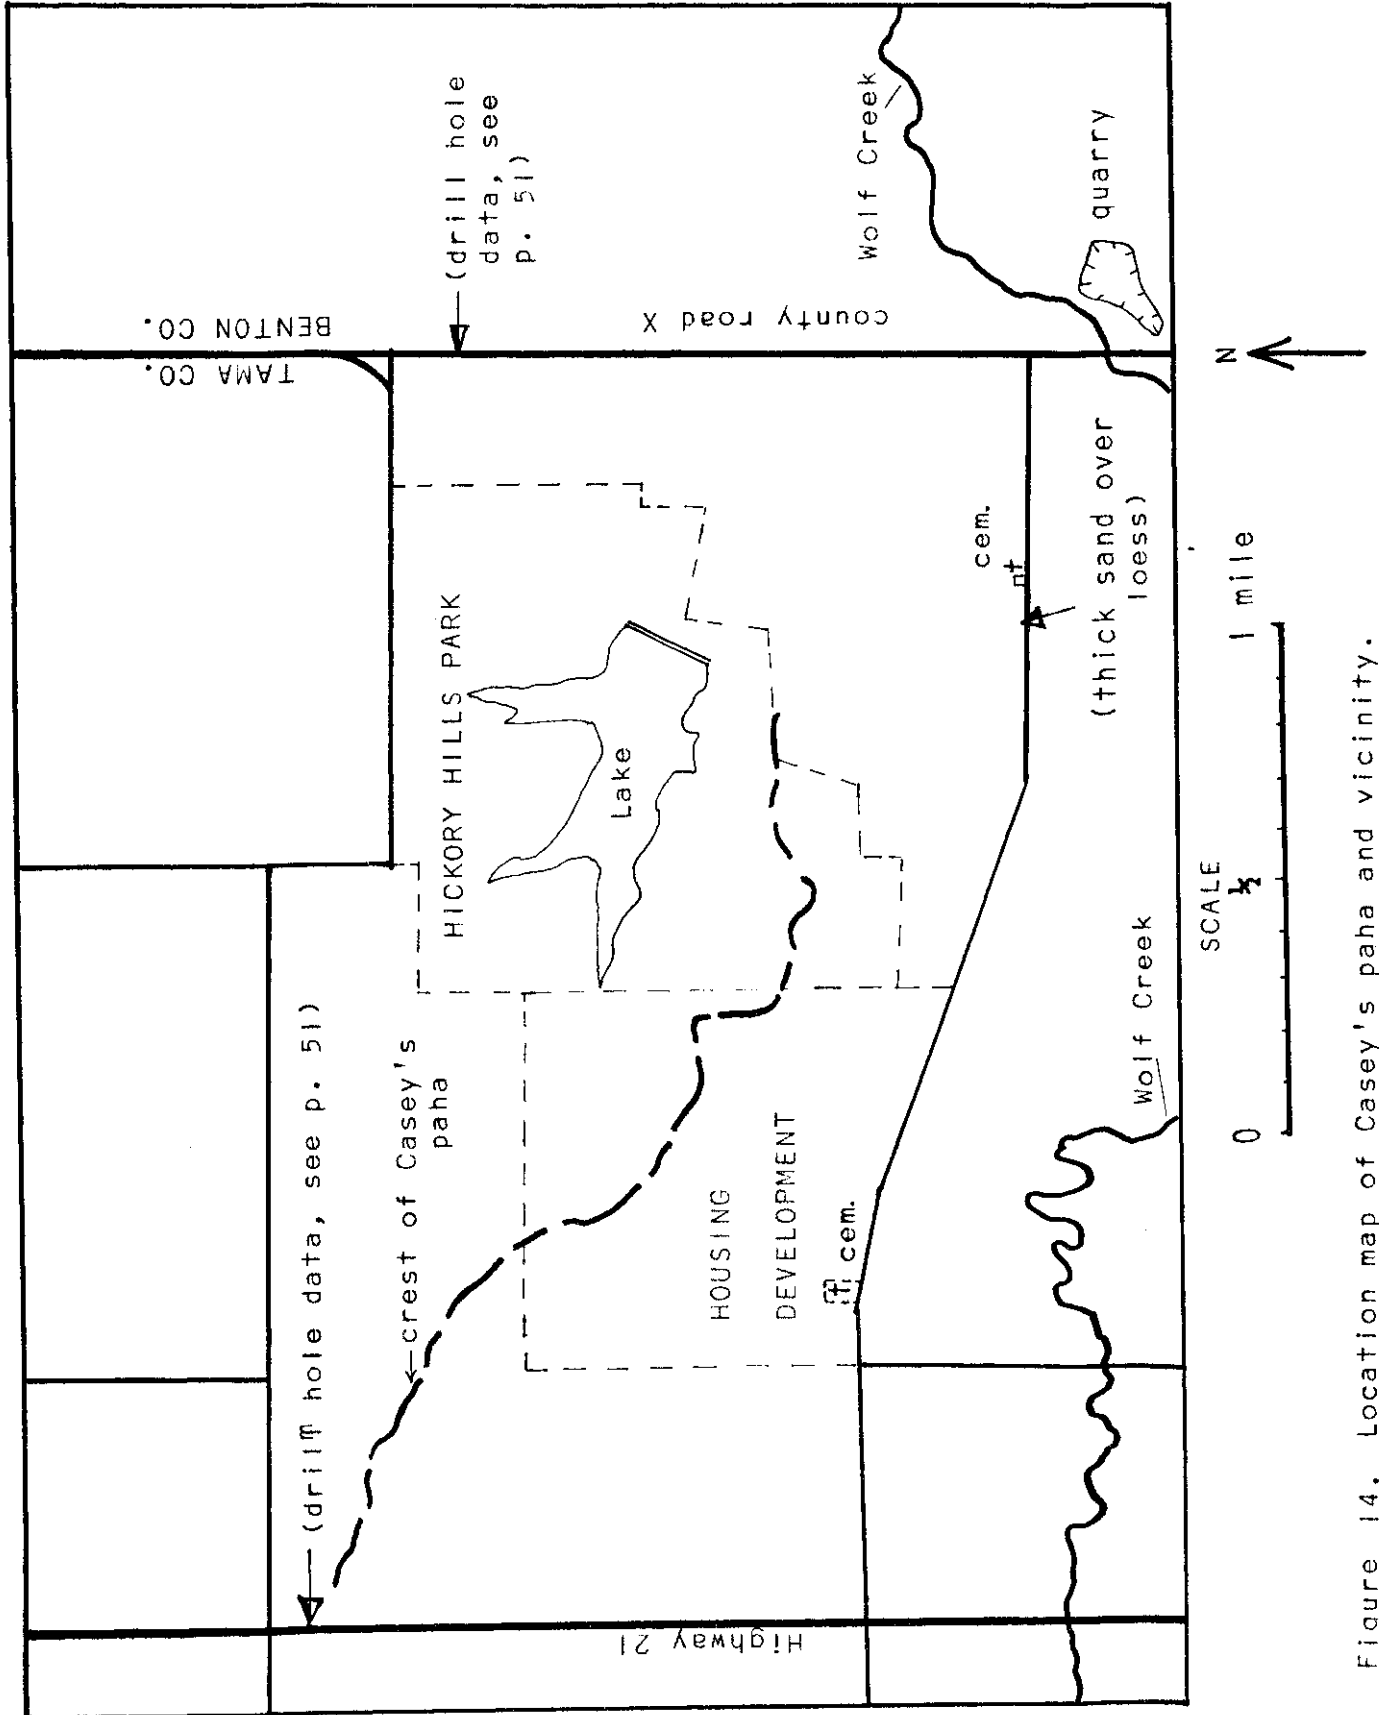 TAMA CO.
BENTON CO.
(drill hole data, see p. 51)
(drill hole
data, see
p. 51)
crest of Casey's
paha
HICKORY HILLS PARK
Lake
county road X
Wolf Creek
Highway 21
HOUSING
DEVELOPMENT
cem.
cem.
(thick sand over
loess)
quarry
Wolf Creek
N
SCALE
0
½
1 mile
Figure 14. Location map of Casey's paha and vicinity.